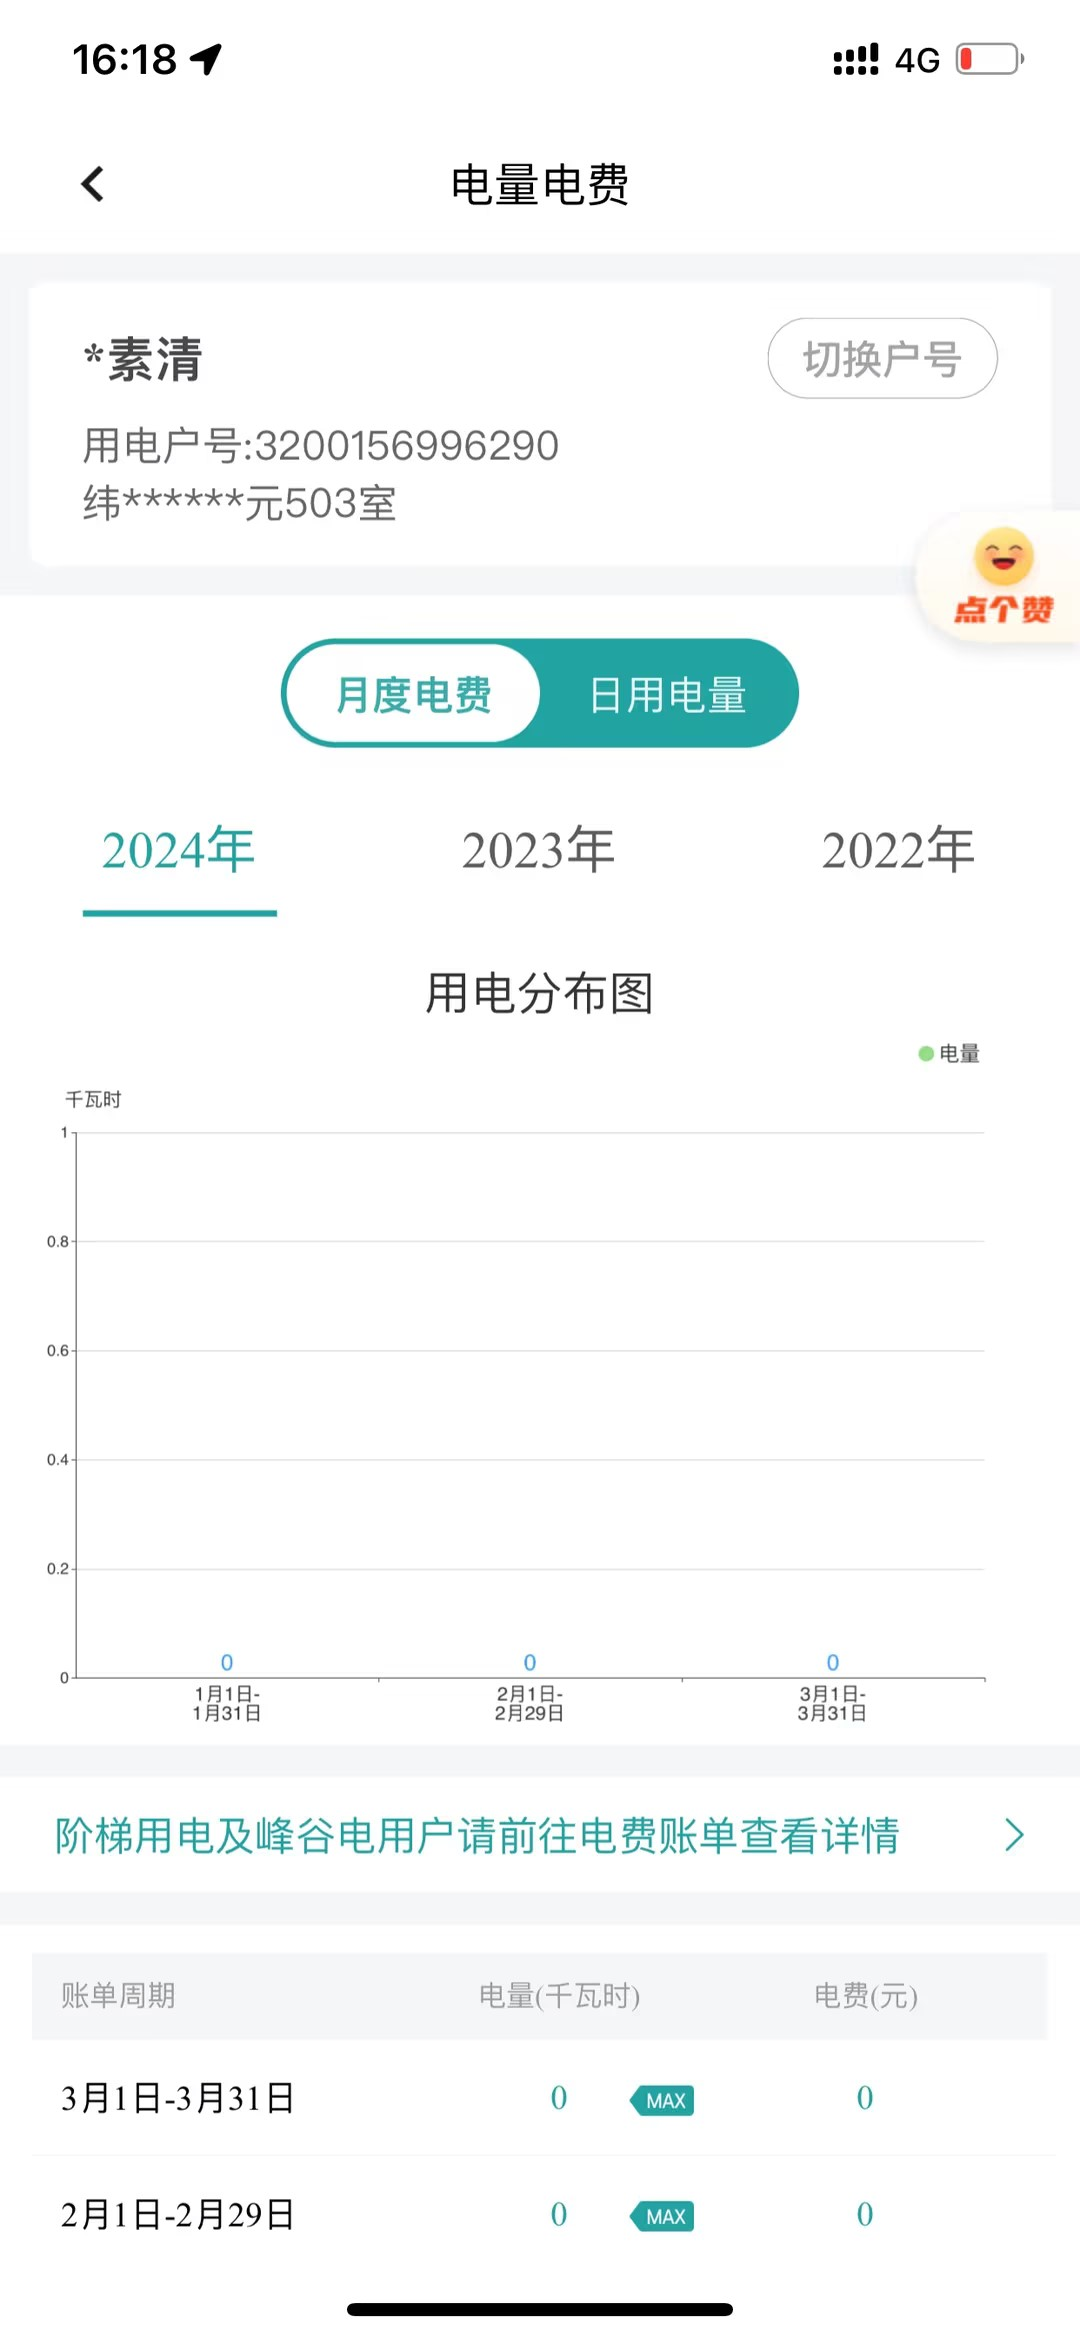 16:18
4G
电量电费
*素清
切换户号
用电户号:3200156996290
纬******元503室
点个赞
月度电费
日用电量
2024年
2023年
2022年
用电分布图
电量
千瓦时
1
0.8
0.6
0.4
0.2
0
0
0
0
1月1日-
1月31日
2月1日-
2月29日
3月1日-
3月31日
阶梯用电及峰谷电用户请前往电费账单查看详情
账单周期
电量(千瓦时)
电费(元)
3月1日-3月31日
0
MAX
0
2月1日-2月29日
0
MAX
0